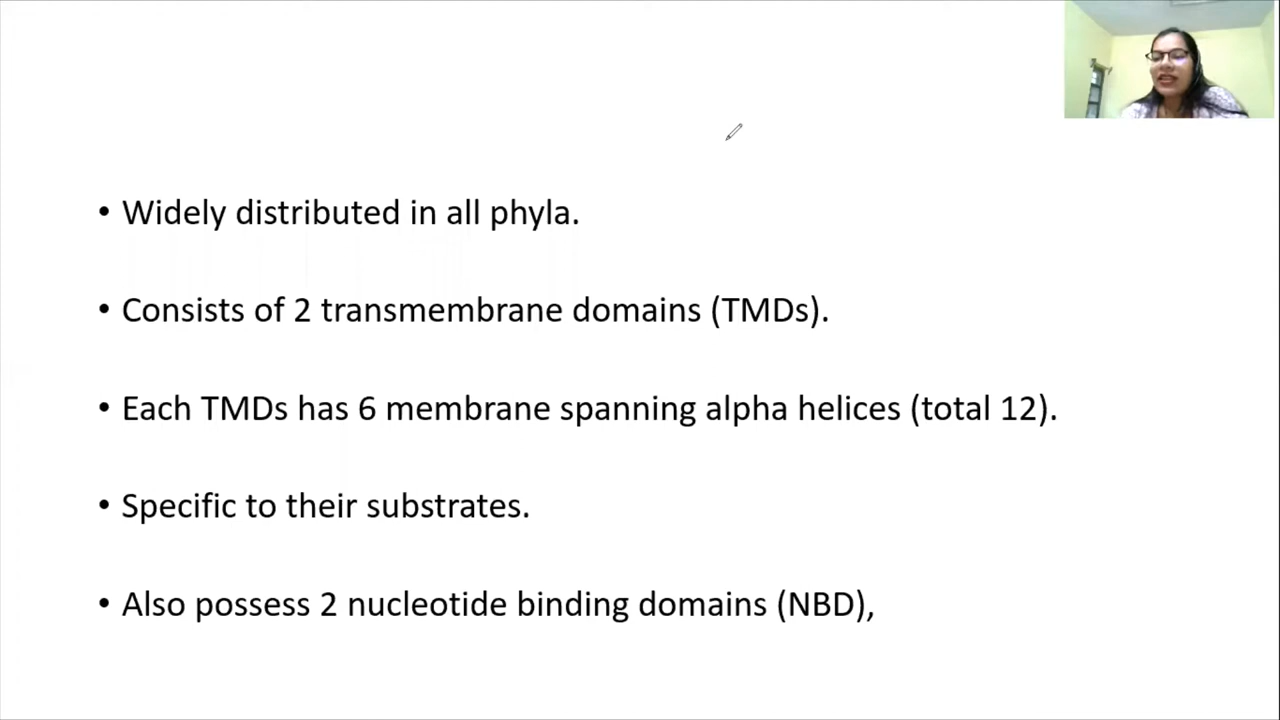 • Widely distributed in all phyla.
• Consists of 2 transmembrane domains (TMDs).
• Each TMDs has 6 membrane spanning alpha helices (total 12).
• Specific to their substrates.
• Also possess 2 nucleotide binding domains (NBD),